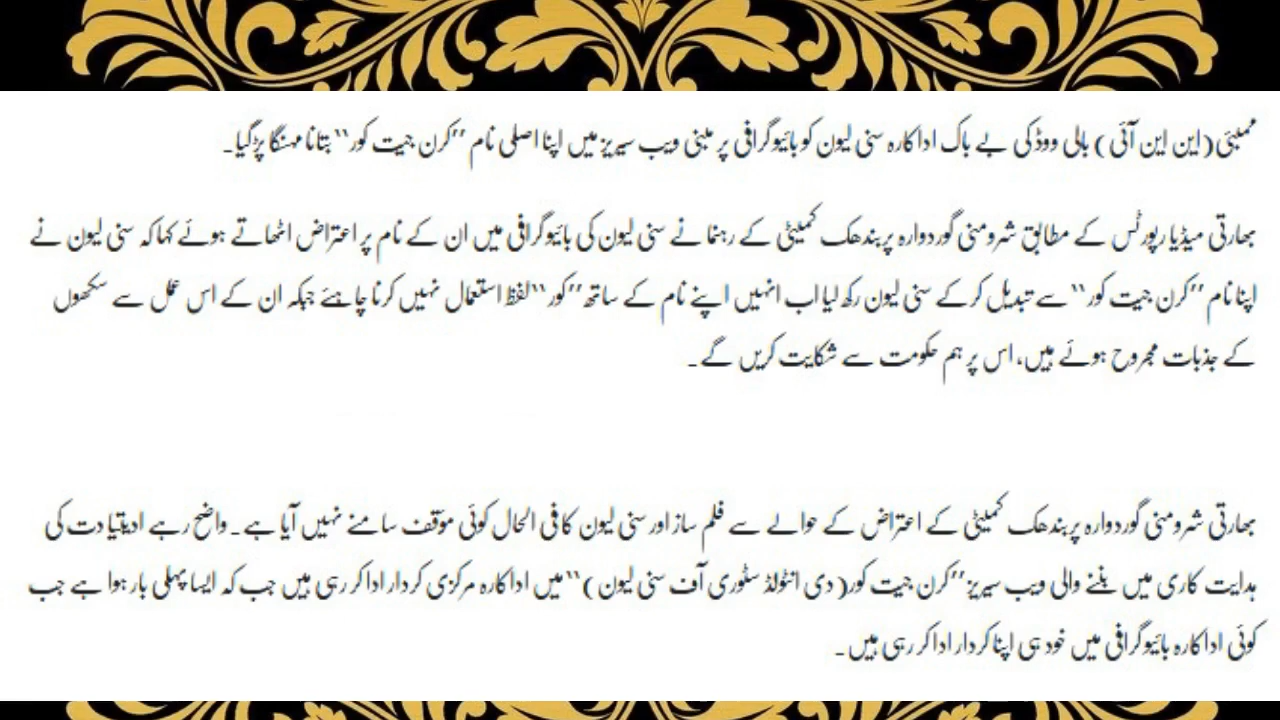 ممبئی(این این آئی) بالی ووڈ کی بے باک اداکارہ سنی لیون کو بائیوگرافی پر مبنی ویب سیریز میں اپنا اصلی نام ’’کرن جیت کور‘‘ بتانا مہنگا پڑگیا۔
بھارتی میڈیا رپورٹس کے مطابق شرومنی گوردوارہ پربندھک کمیٹی کے رہنما نے سنی لیون کی بائیوگرافی میں ان کے نام پر اعتراض اٹھاتے ہوئے کہا کہ سنی لیون نے
اپنا نام ’’کرن جیت کور‘‘ سے تبدیل کرکے سنی لیون رکھ لیا اب انہیں اپنے نام کے ساتھ ’’کور‘‘ لفظ استعمال نہیں کرنا چاہئے جبکہ ان کے اس عمل سے سکھوں
کے جذبات مجروح ہوئے ہیں، اس پر ہم حکومت سے شکایت کریں گے۔
بھارتی شرومنی گوردوارہ پربندھک کمیٹی کے اعتراض کے حوالے سے فلم ساز اور سنی لیون کا فی الحال کوئی موقف سامنے نہیں آیا ہے۔ واضح رہے ادیتیا دت کی
ہدایت کاری میں بننے والی ویب سیریز ’’کرن جیت کور( دی انٹولڈ سٹوری آف سنی لیون )‘‘ میں اداکارہ مرکزی کردار ادا کر رہی ہیں جب کہ ایسا پہلی بار ہوا ہے جب
کوئی اداکارہ بائیوگرافی میں خود ہی اپنا کردار ادا کر رہی ہیں۔